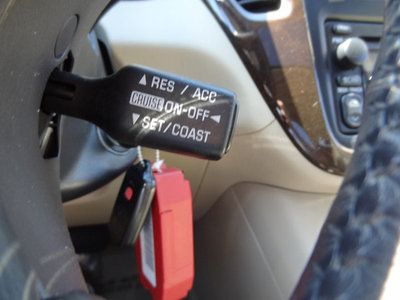 ▲ RES / ACC
CRUISE ON-OFF ◄
▼ SET/COAST